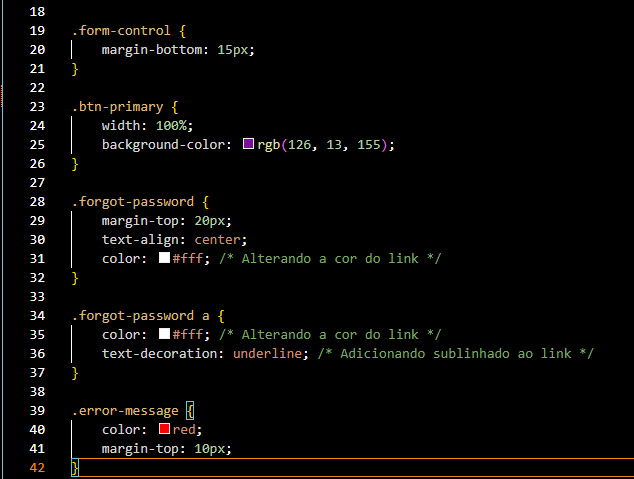 18
19 .form-control {
20     margin-bottom: 15px;
21 }
22
23 .btn-primary {
24     width: 100%;
25     background-color: rgb(126, 13, 155);
26 }
27
28 .forgot-password {
29     margin-top: 20px;
30     text-align: center;
31     color: #fff; /* Alterando a cor do link */
32 }
33
34 .forgot-password a {
35     color: #fff; /* Alterando a cor do link */
36     text-decoration: underline; /* Adicionando sublinhado ao link */
37 }
38
39 .error-message {
40     color: red;
41     margin-top: 10px;
42 }